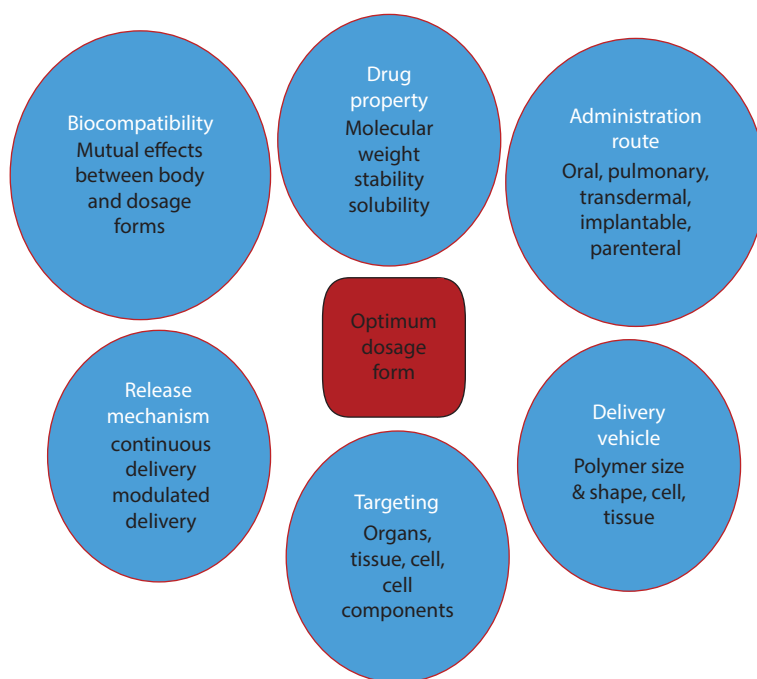 Biocompatibility
Mutual effects
between body
and dosage
forms
Drug
property
Molecular
weight
stability
solubility
Administration
route
Oral, pulmonary,
transdermal,
implantable,
parenteral
Optimum
dosage
form
Release
mechanism
continuous
delivery
modulated
delivery
Targeting
Organs,
tissue, cell,
cell
components
Delivery
vehicle
Polymer size
& shape, cell,
tissue